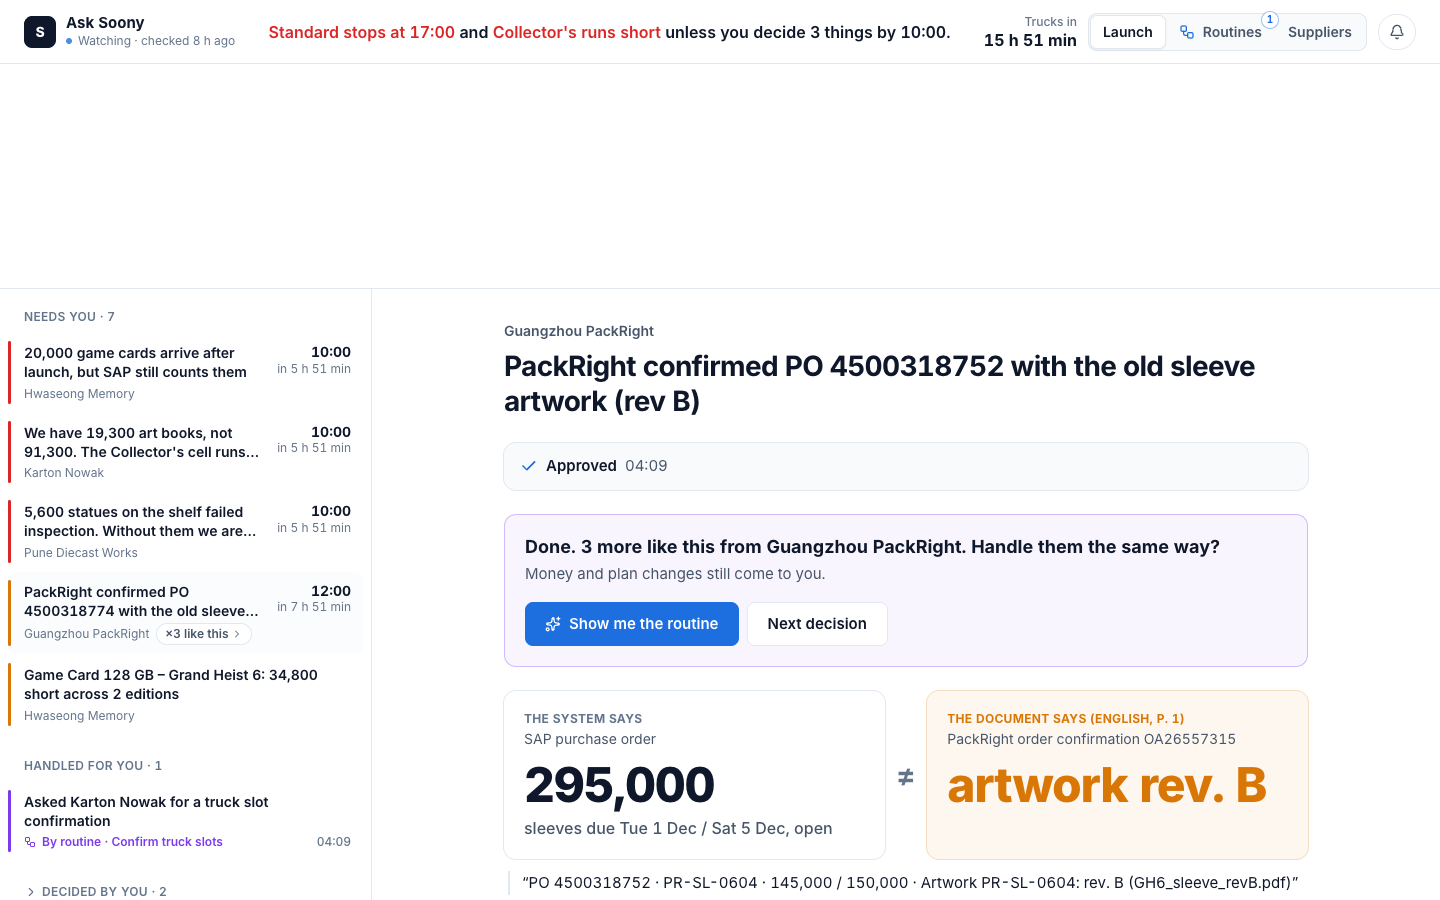 S
Ask Soony
Watching · checked 8 h ago
Standard stops at 17:00 and Collector's runs short unless you decide 3 things by 10:00.
Trucks in
15 h 51 min
Launch
Routines
1
Suppliers
NEEDS YOU · 7
20,000 game cards arrive after
launch, but SAP still counts them
Hwaseong Memory
10:00
in 5 h 51 min
We have 19,300 art books, not
91,300. The Collector's cell runs…
Karton Nowak
10:00
in 5 h 51 min
5,600 statues on the shelf failed
inspection. Without them we are…
Pune Diecast Works
10:00
in 5 h 51 min
PackRight confirmed PO
4500318774 with the old sleeve…
Guangzhou PackRight
×3 like this
12:00
in 7 h 51 min
Game Card 128 GB – Grand Heist 6: 34,800
short across 2 editions
Hwaseong Memory
HANDLED FOR YOU · 1
Asked Karton Nowak for a truck slot
confirmation
By routine · Confirm truck slots
04:09
DECIDED BY YOU · 2
Guangzhou PackRight
PackRight confirmed PO 4500318752 with the old sleeve
artwork (rev B)
Approved 04:09
Done. 3 more like this from Guangzhou PackRight. Handle them the same way?
Money and plan changes still come to you.
Show me the routine
Next decision
THE SYSTEM SAYS
SAP purchase order
295,000
sleeves due Tue 1 Dec / Sat 5 Dec, open
≠
THE DOCUMENT SAYS (ENGLISH, P. 1)
PackRight order confirmation OA26557315
artwork rev. B
“PO 4500318752 · PR-SL-0604 · 145,000 / 150,000 · Artwork PR-SL-0604: rev. B (GH6_sleeve_revB.pdf)”